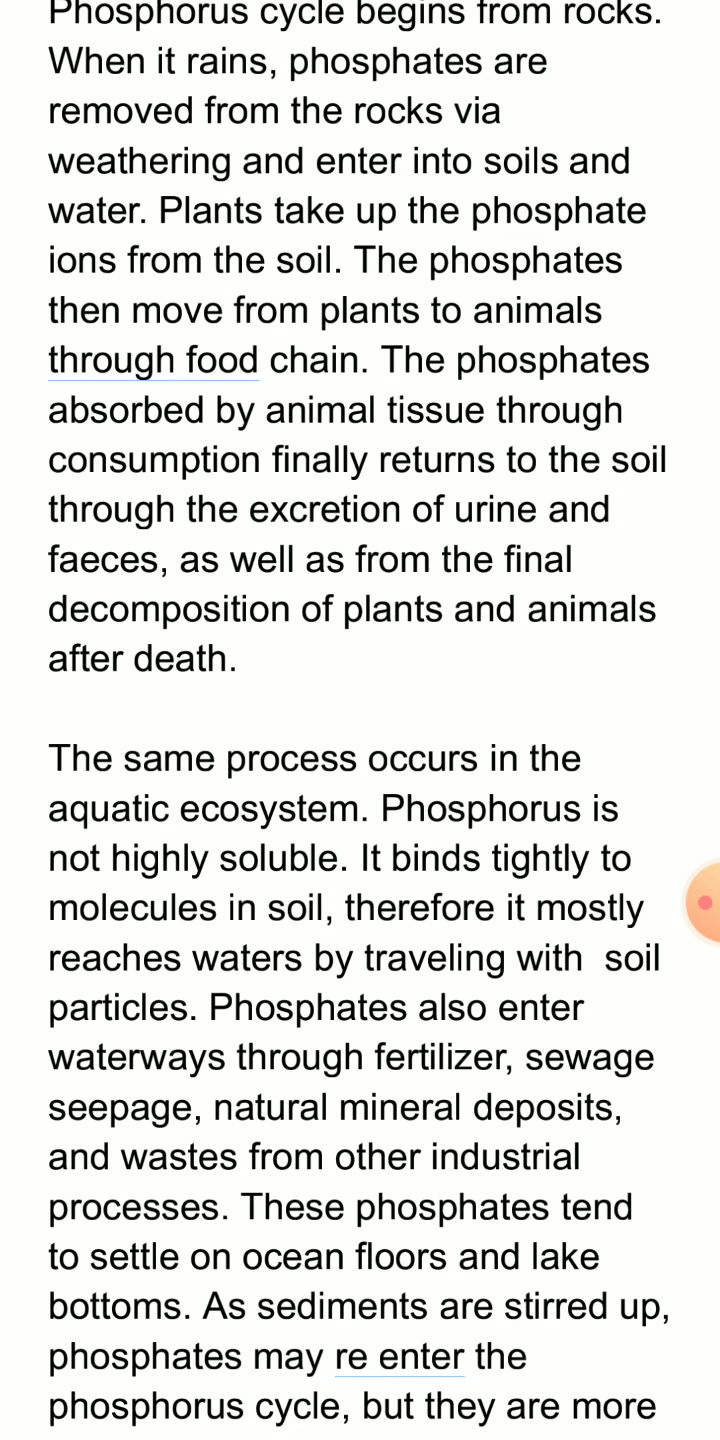 Phosphorus cycle begins from rocks.
When it rains, phosphates are
removed from the rocks via
weathering and enter into soils and
water. Plants take up the phosphate
ions from the soil. The phosphates
then move from plants to animals
through food chain. The phosphates
absorbed by animal tissue through
consumption finally returns to the soil
through the excretion of urine and
faeces, as well as from the final
decomposition of plants and animals
after death.
The same process occurs in the
aquatic ecosystem. Phosphorus is
not highly soluble. It binds tightly to
molecules in soil, therefore it mostly
reaches waters by traveling with  soil
particles. Phosphates also enter
waterways through fertilizer, sewage
seepage, natural mineral deposits,
and wastes from other industrial
processes. These phosphates tend
to settle on ocean floors and lake
bottoms. As sediments are stirred up,
phosphates may re enter the
phosphorus cycle, but they are more